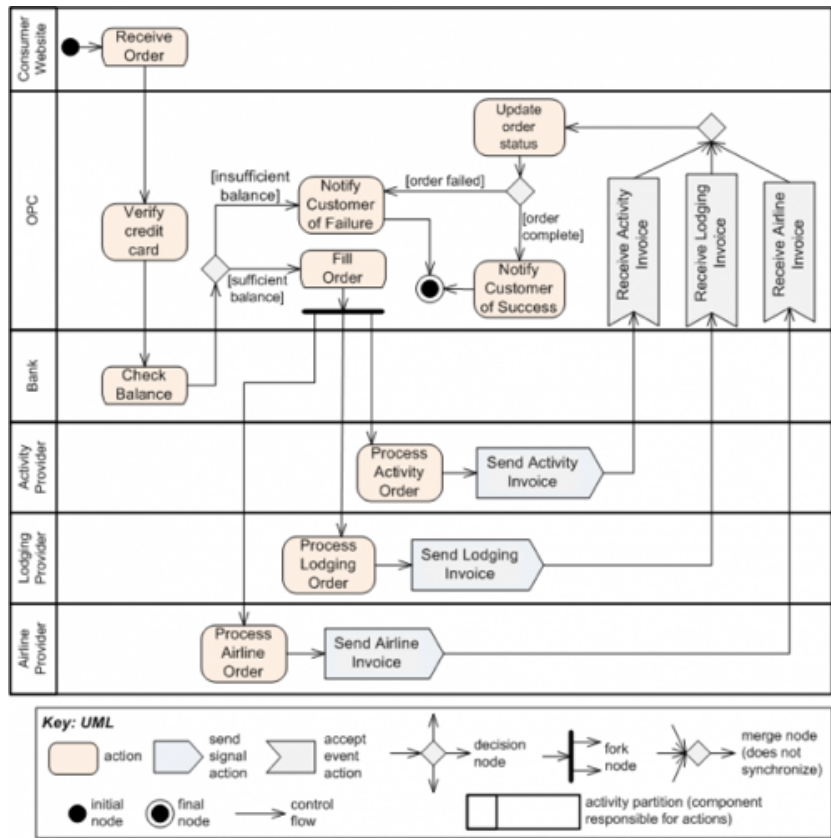 Consumer
Website
Receive
Order
OPC
Update
order
status
[insufficient
balance]
Notify
Customer
of Failure
[order failed]
[order
complete]
Verify
credit
card
Fill
Order
[sufficient
balance]
Notify
Customer
of Success
Receive Activity
Invoice
Receive Lodging
Invoice
Receive Airline
Invoice
Bank
Check
Balance
Activity
Provider
Process
Activity
Order
Send Activity
Invoice
Lodging
Provider
Process
Lodging
Order
Send Lodging
Invoice
Airline
Provider
Process
Airline
Order
Send Airline
Invoice
Key: UML
action
send
signal
action
accept
event
action
decision
node
fork
node
merge node
(does not
synchronize)
initial
node
final
node
control
flow
activity partition (component
responsible for actions)